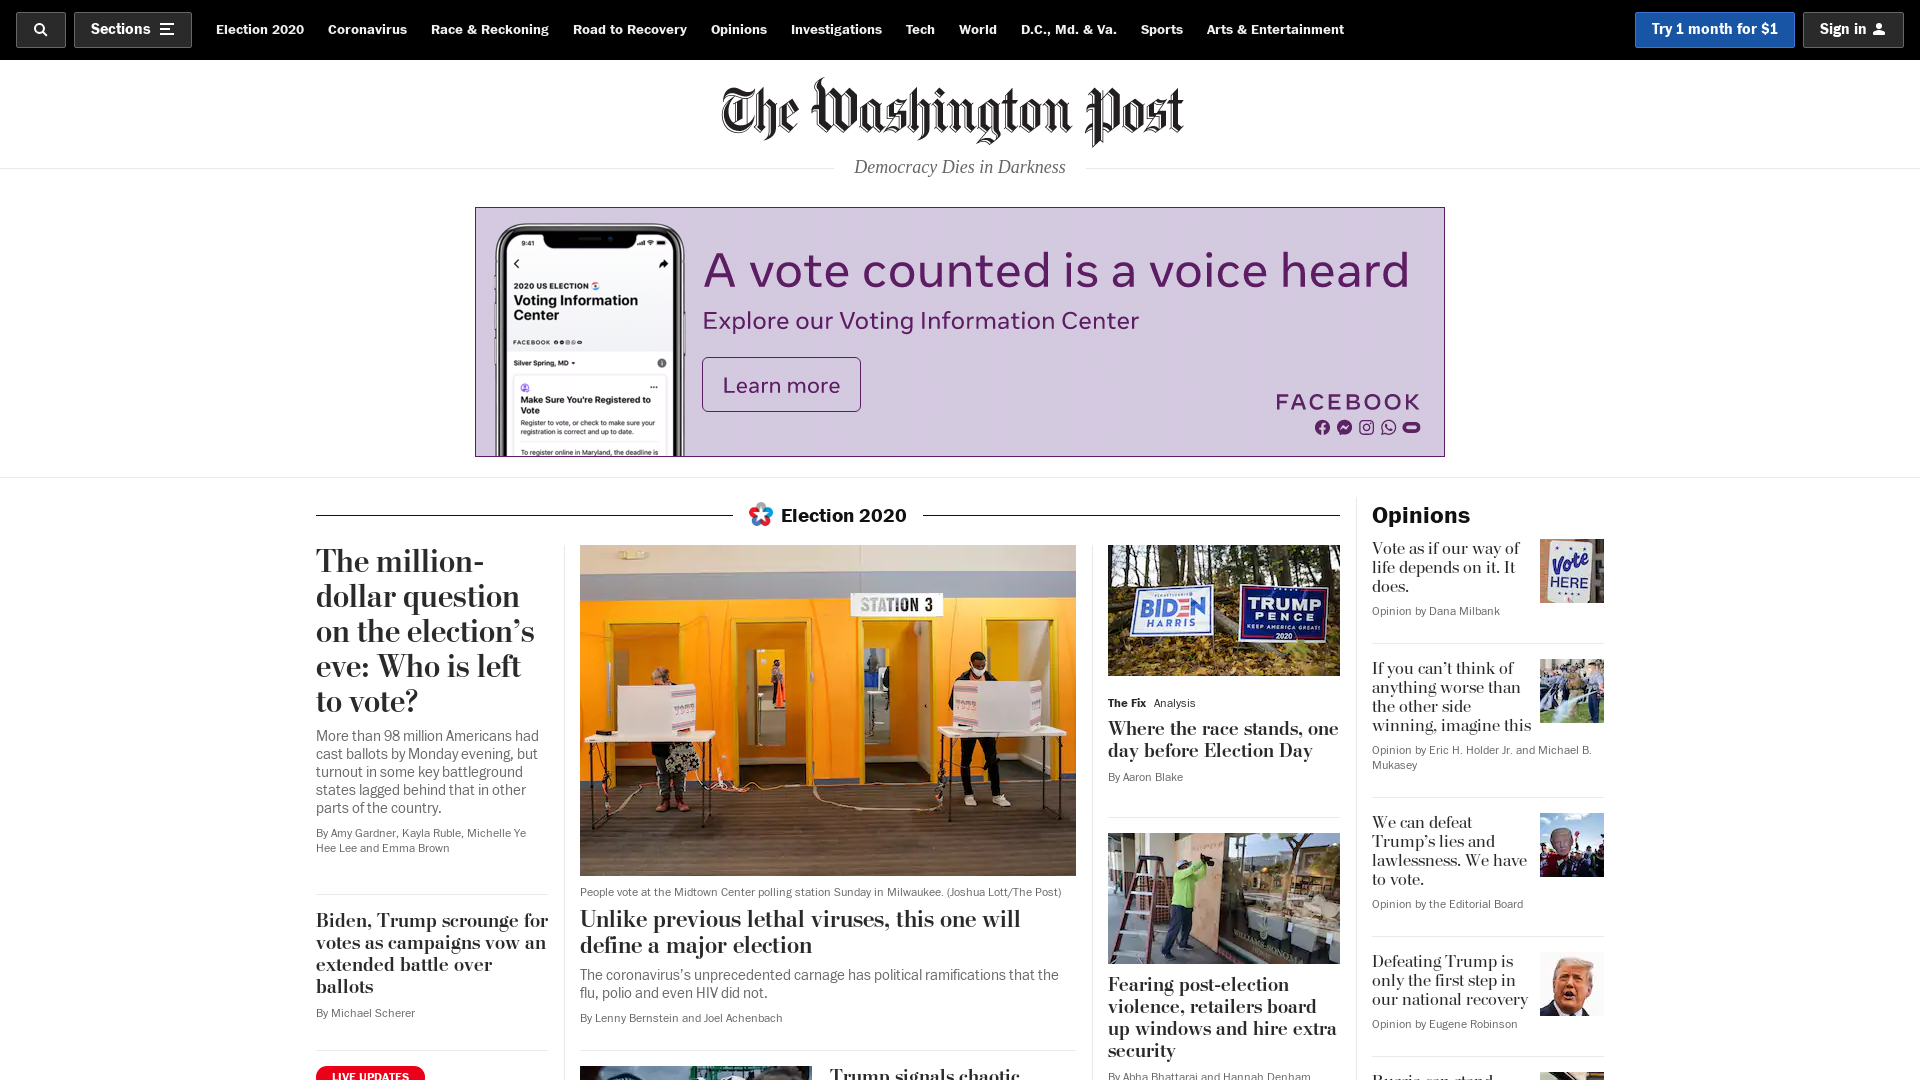 Sections
Election 2020
Coronavirus
Race & Reckoning
Road to Recovery
Opinions
Investigations
Tech
World
D.C., Md. & Va.
Sports
Arts & Entertainment
Try 1 month for $1
Sign in
The Washington Post
Democracy Dies in Darkness
9:41
2020 US ELECTION
Voting Information
Center
FACEBOOK
Silver Spring, MD
Make Sure You're Registered to
Vote
Register to vote, or check to make sure your
registration is correct and up to date.
To register online in Maryland, the deadline is
A vote counted is a voice heard
Explore our Voting Information Center
Learn more
FACEBOOK
Election 2020
The million-
dollar question
on the election’s
eve: Who is left
to vote?
More than 98 million Americans had
cast ballots by Monday evening, but
turnout in some key battleground
states lagged behind that in other
parts of the country.
By Amy Gardner, Kayla Ruble, Michelle Ye
Hee Lee and Emma Brown
Biden, Trump scrounge for
votes as campaigns vow an
extended battle over
ballots
By Michael Scherer
LIVE UPDATES
STATION 3
VOTE
VOTE
People vote at the Midtown Center polling station Sunday in Milwaukee. (Joshua Lott/The Post)
Unlike previous lethal viruses, this one will
define a major election
The coronavirus’s unprecedented carnage has political ramifications that the
flu, polio and even HIV did not.
By Lenny Bernstein and Joel Achenbach
Trump signals chaotic
BIDEN
HARRIS
TRUMP
PENCE
KEEP AMERICA GREAT!
2020
The Fix Analysis
Where the race stands, one
day before Election Day
By Aaron Blake
WILLIAMS-SONOMA
Fearing post-election
violence, retailers board
up windows and hire extra
security
By Abha Bhattarai and Hannah Denham
Opinions
Vote as if our way of
life depends on it. It
does.
Opinion by Dana Milbank
Vote
HERE
If you can’t think of
anything worse than
the other side
winning, imagine this
Opinion by Eric H. Holder Jr. and Michael B.
Mukasey
We can defeat
Trump’s lies and
lawlessness. We have
to vote.
Opinion by the Editorial Board
Defeating Trump is
only the first step in
our national recovery
Opinion by Eugene Robinson
Russia can stand